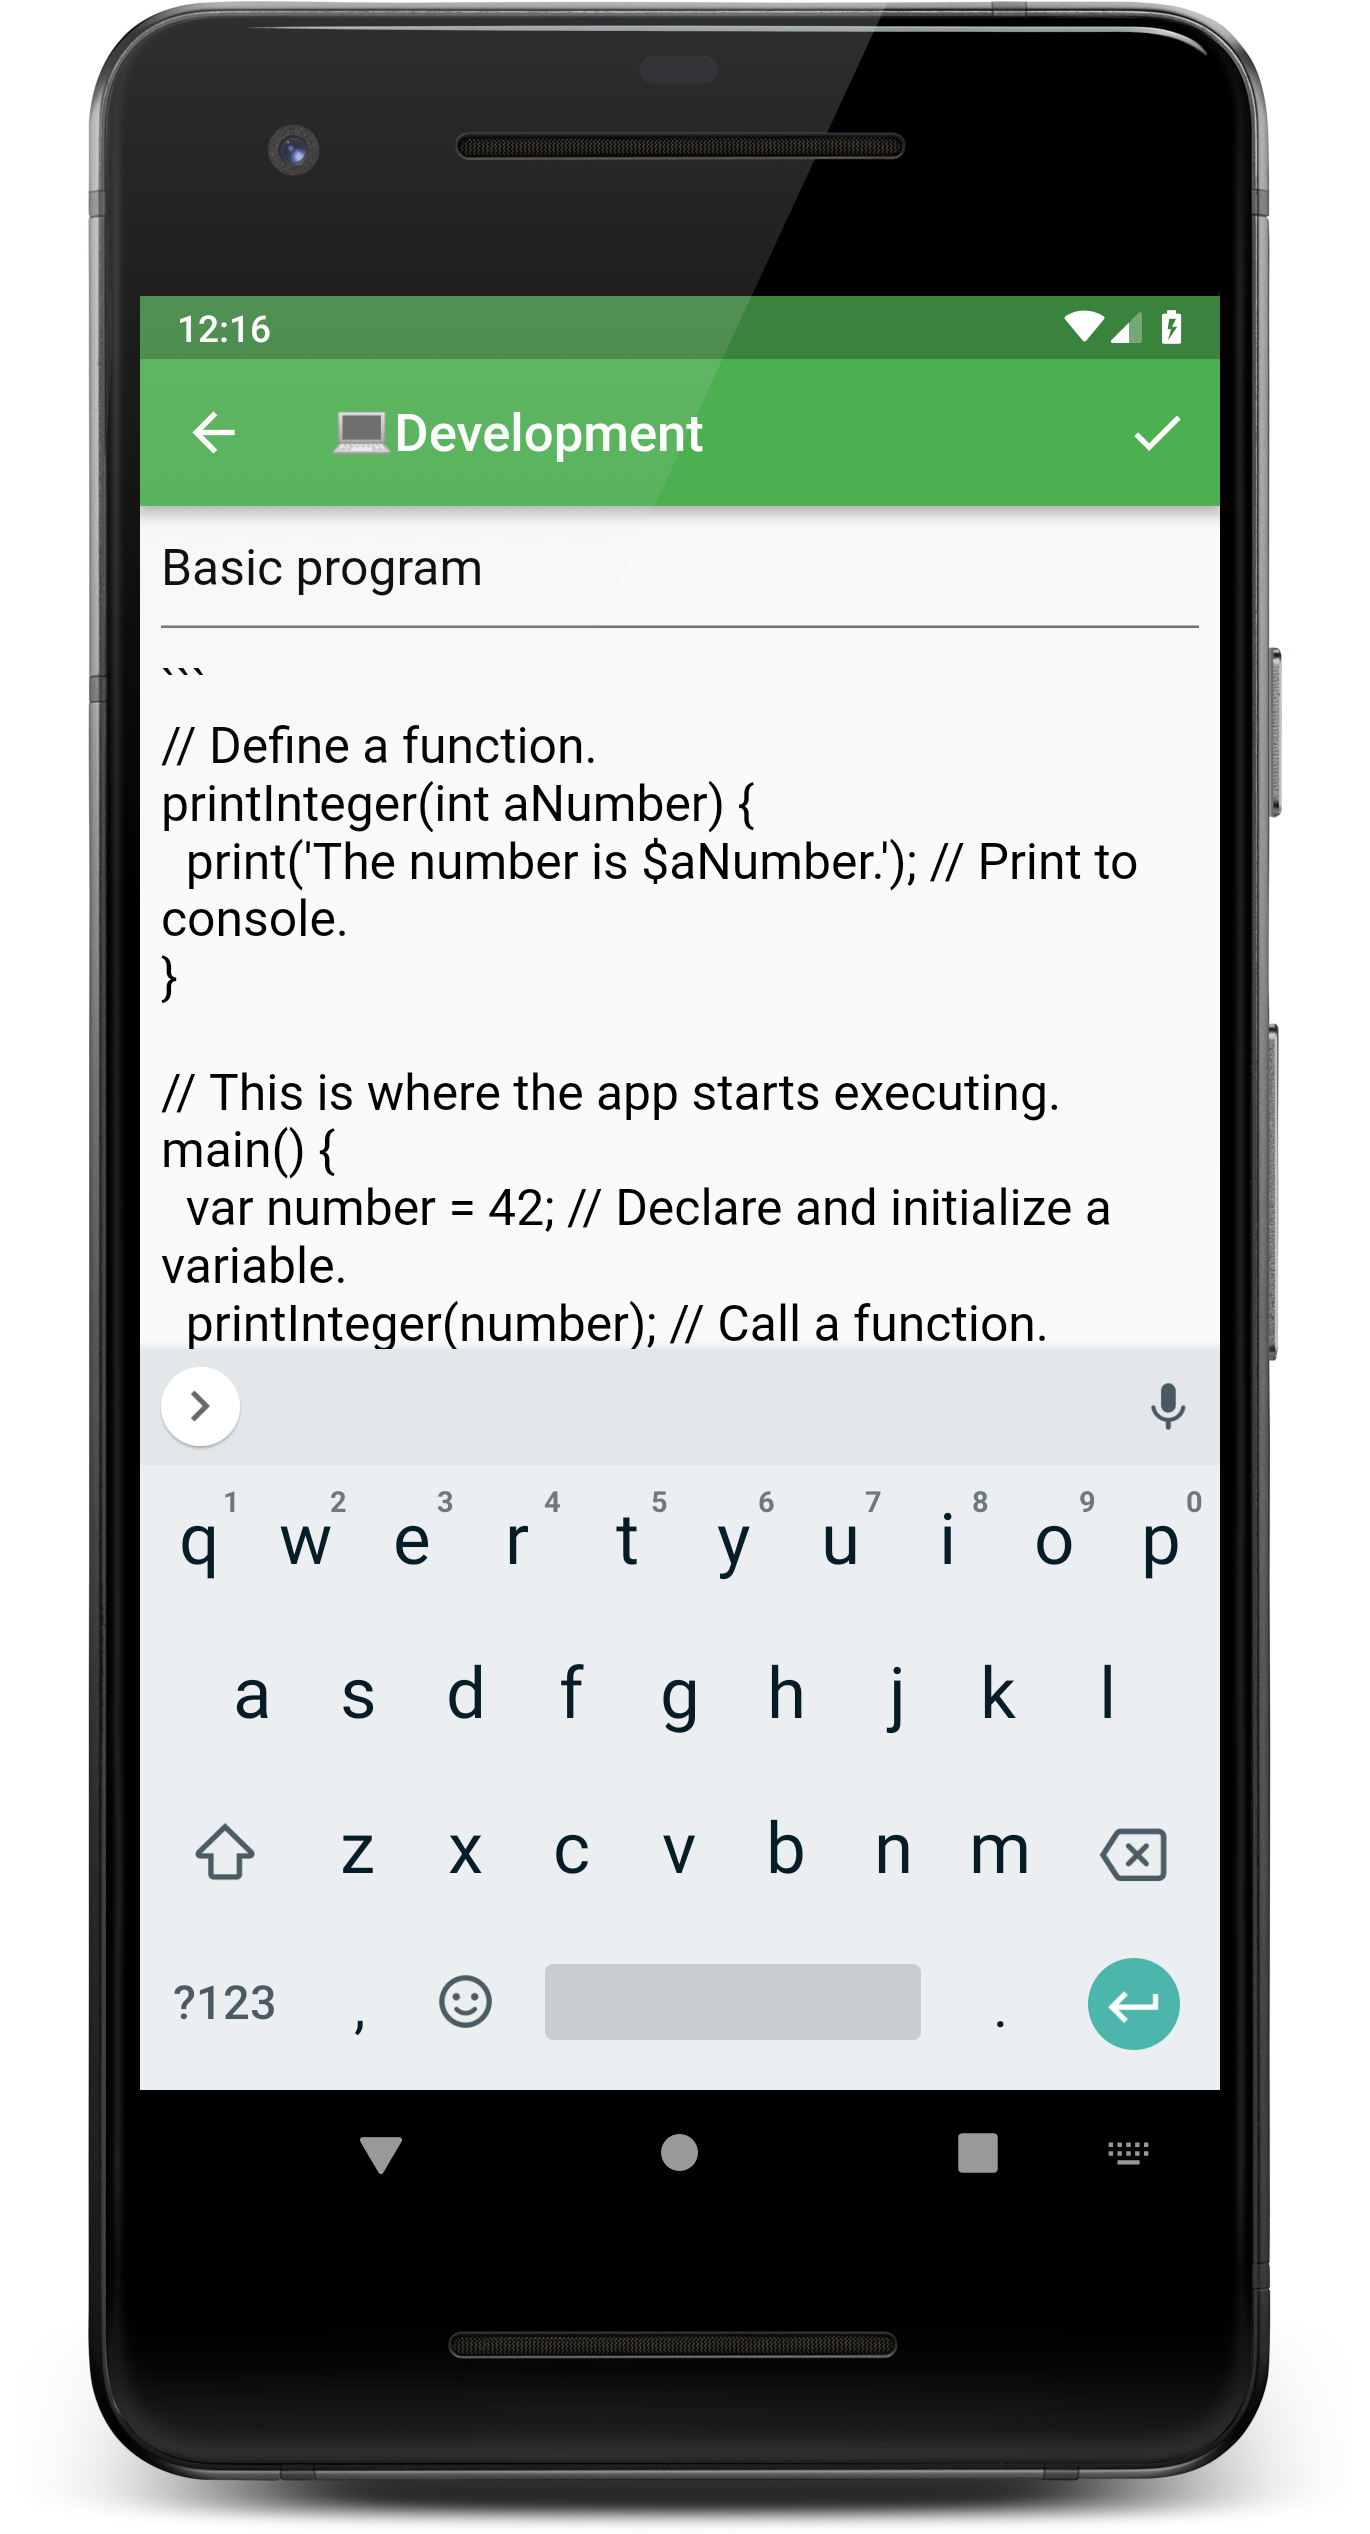 12:16
💻Development
Basic program
```
// Define a function.
printInteger(int aNumber) {
  print('The number is $aNumber.'); // Print to
console.
}
// This is where the app starts executing.
main() {
  var number = 42; // Declare and initialize a
variable.
  printInteger(number); // Call a function.
1 2 3 4 5 6 7 8 9 0
q w e r t y u i o p
a s d f g h j k l
z x c v b n m
?123 , .